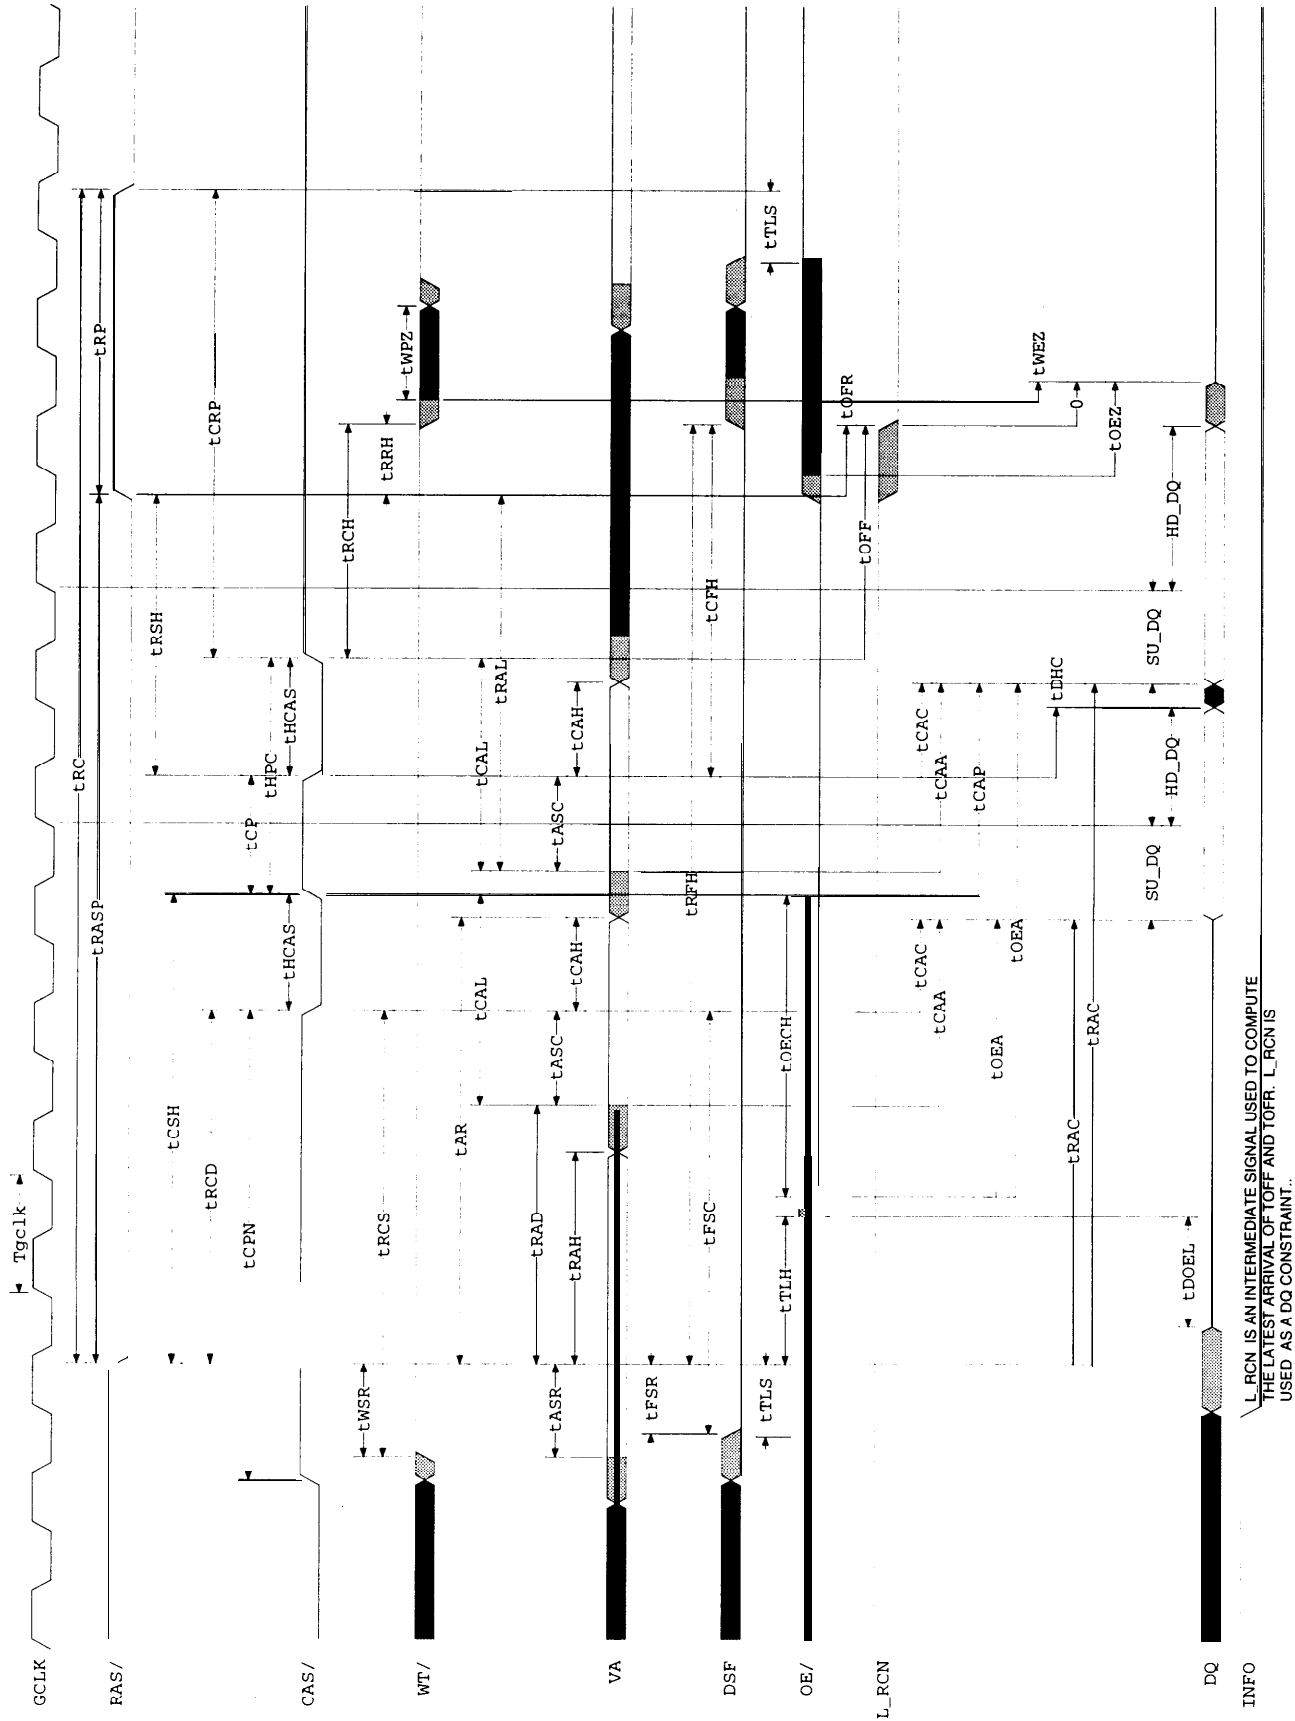 GCLK
Tgclk
RAS/
tRC
tRASP
tRP
tCSH
tRSH
tRCD
tCRP
tCPN
tCP
tHPC
CAS/
tHCAS
tHCAS
WT/
tWSR
tRCS
tRCH
tRRH
tWPZ
tAR
tCAL
tCAL
tRAL
VA
tASR
tRAD
tRAH
tASC
tCAH
tASC
tCAH
DSF
tFSR
tFSC
tRFH
tCFH
OE/
tTLS
tTLH
tOECH
tTLS
L_RCN
tOFF
tOFR
tCAC
tCAA
tOEA
tOEA
tCAC
tCAA
tCAP
tRAC
tRAC
tDHC
tWEZ
0
tOEZ
DQ
tDOEL
SU_DQ
HD_DQ
SU_DQ
HD_DQ
INFO
L_RCN IS AN INTERMEDIATE SIGNAL USED TO COMPUTE
THE LATEST ARRIVAL OF TOFF AND TOFR. L_RCN IS
USED AS A DQ CONSTRAINT..